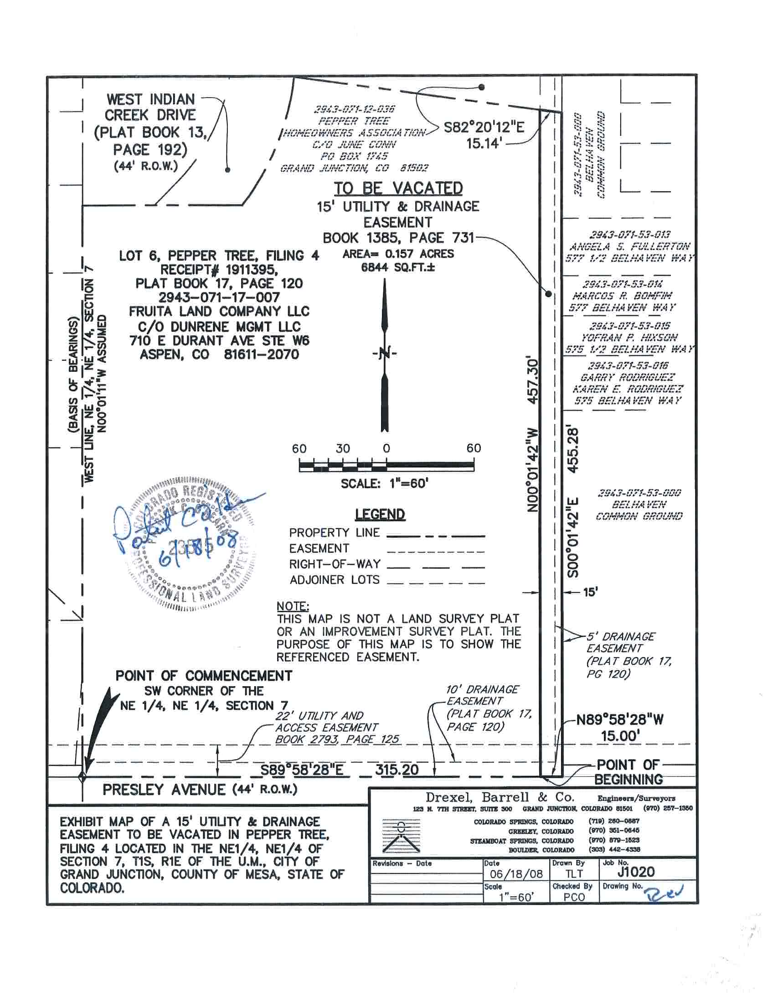 WEST INDIAN
CREEK DRIVE
(PLAT BOOK 13,
PAGE 192)
(44' R.O.W.)
2943-071-12-036
PEPPER TREE
HOMEOWNERS ASSOCIATION
C/O JUNE CONN
PO BOX 1745
GRAND JUNCTION, CO 81502
S82°20'12"E
15.14'
2943-071-53-000
BELHAVEN
COMMON GROUND
TO BE VACATED
15' UTILITY & DRAINAGE
EASEMENT
BOOK 1385, PAGE 731
AREA= 0.157 ACRES
6844 SQ.FT.±
LOT 6, PEPPER TREE, FILING 4
RECEIPT# 1911395,
PLAT BOOK 17, PAGE 120
2943-071-17-007
FRUITA LAND COMPANY LLC
C/O DUNRENE MGMT LLC
710 E DURANT AVE STE W6
ASPEN, CO 81611-2070
2943-071-53-013
ANGELA S. FULLERTON
577 1/2 BELHAVEN WAY
2943-071-53-014
MARCOS R. BOMFIM
577 BELHAVEN WAY
2943-071-53-015
YOFRAN P. HIXSON
575 1/2 BELHAVEN WAY
2943-071-53-016
GARRY RODRIGUEZ
KAREN E. RODRIGUEZ
575 BELHAVEN WAY
(BASIS OF BEARINGS)
WEST LINE, NE 1/4, NE 1/4, SECTION 7
N00°01'11"W ASSUMED
-N-
60 30 0 60
SCALE: 1"=60'
N00°01'42"W 457.30'
S00°01'42"E 455.28'
2943-071-53-000
BELHAVEN
COMMON GROUND
COLORADO REGISTERED
PROFESSIONAL LAND SURVEYOR
6/18/08
LEGEND
PROPERTY LINE
EASEMENT
RIGHT-OF-WAY
ADJOINER LOTS
15'
NOTE:
THIS MAP IS NOT A LAND SURVEY PLAT
OR AN IMPROVEMENT SURVEY PLAT. THE
PURPOSE OF THIS MAP IS TO SHOW THE
REFERENCED EASEMENT.
5' DRAINAGE
EASEMENT
(PLAT BOOK 17,
PG 120)
POINT OF COMMENCEMENT
SW CORNER OF THE
NE 1/4, NE 1/4, SECTION 7
22' UTILITY AND
ACCESS EASEMENT
BOOK 2793, PAGE 125
10' DRAINAGE
EASEMENT
(PLAT BOOK 17,
PAGE 120)
N89°58'28"W
15.00'
S89°58'28"E 315.20
POINT OF
BEGINNING
PRESLEY AVENUE (44' R.O.W.)
EXHIBIT MAP OF A 15' UTILITY & DRAINAGE
EASEMENT TO BE VACATED IN PEPPER TREE,
FILING 4 LOCATED IN THE NE1/4, NE1/4 OF
SECTION 7, T1S, R1E OF THE U.M., CITY OF
GRAND JUNCTION, COUNTY OF MESA, STATE OF
COLORADO.
Drexel, Barrell & Co. Engineers/Surveyors
123 N. 7TH STREET, SUITE 300 GRAND JUNCTION, COLORADO 81501 (970) 257-1350
COLORADO SPRINGS, COLORADO (719) 260-0887
GREELEY, COLORADO (970) 351-0645
STEAMBOAT SPRINGS, COLORADO (970) 879-1523
BOULDER, COLORADO (303) 442-4338
Revisions - Date
Date
06/18/08
Drawn By
TLT
Job No.
J1020
Scale
1"=60'
Checked By
PCO
Drawing No.
Rev